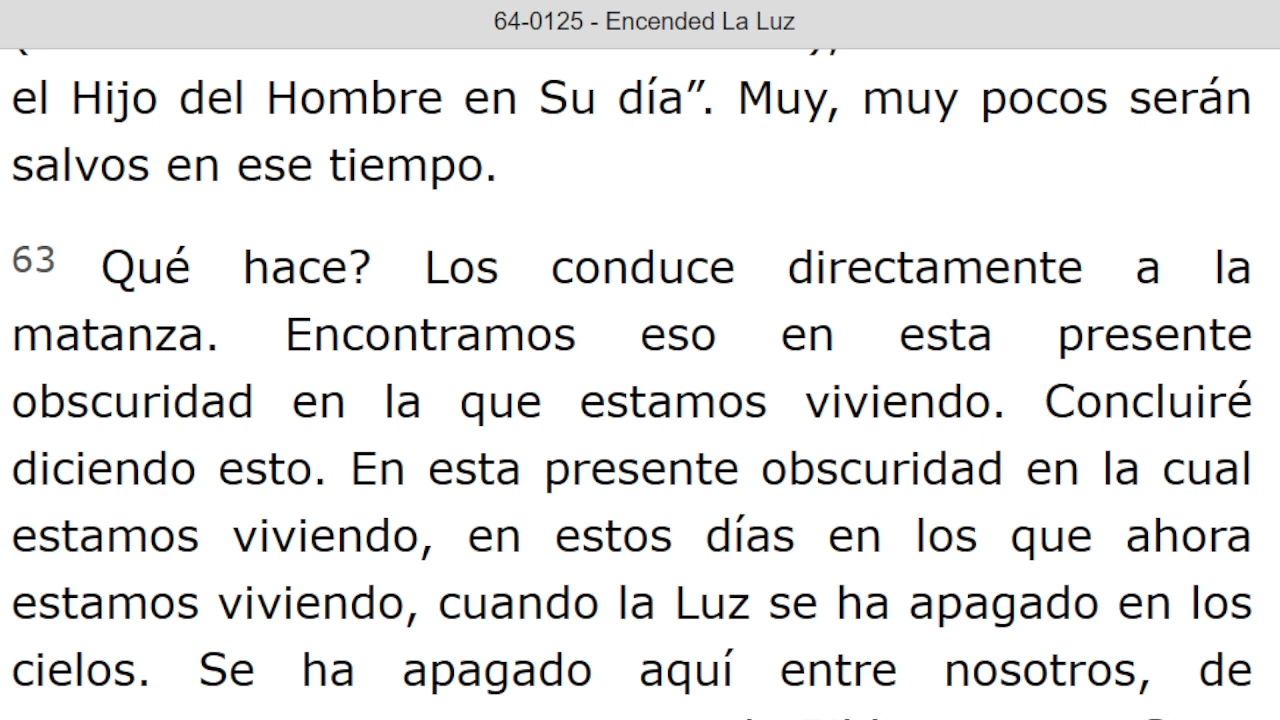 64-0125 - Encended La Luz
el Hijo del Hombre en Su día”. Muy, muy pocos serán
salvos en ese tiempo.
63 Qué hace? Los conduce directamente a la
matanza. Encontramos eso en esta presente
obscuridad en la que estamos viviendo. Concluiré
diciendo esto. En esta presente obscuridad en la cual
estamos viviendo, en estos días en los que ahora
estamos viviendo, cuando la Luz se ha apagado en los
cielos. Se ha apagado aquí entre nosotros, de